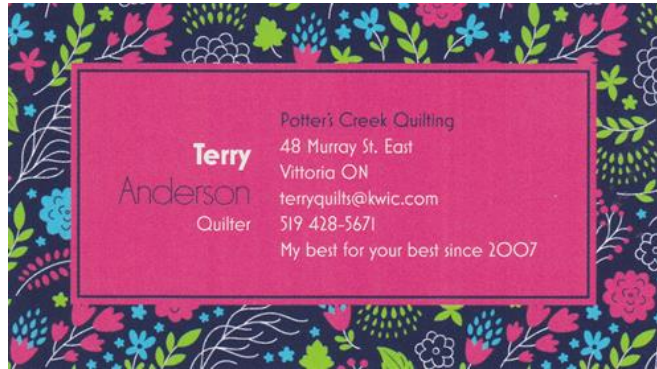 Terry
Anderson
Quilter
Potter's Creek Quilting
48 Murray St. East
Vittoria ON
terryquilts@kwic.com
519 428-5671
My best for your best since 2007